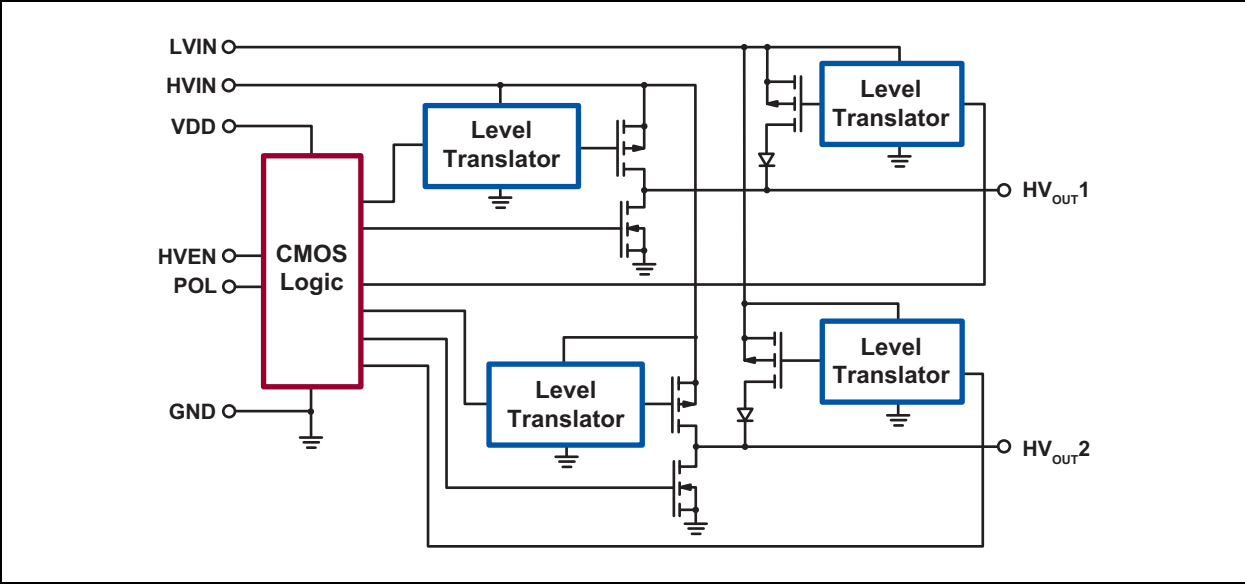 LVIN
HVIN
VDD
HVEN
POL
GND
CMOS
Logic
Level
Translator
Level
Translator
HVOUT1
Level
Translator
Level
Translator
HVOUT2